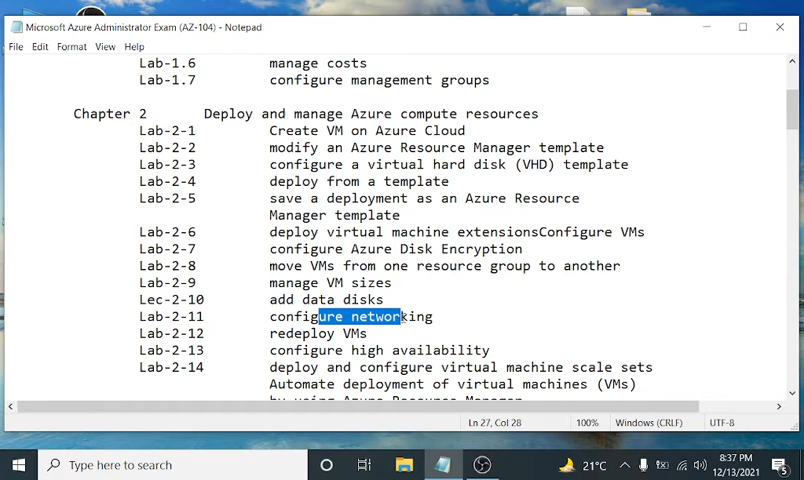 Microsoft Azure Administrator Exam (AZ-104) - Notepad
File Edit Format View Help
Lab-1.6 manage costs
Lab-1.7 configure management groups
Chapter 2 Deploy and manage Azure compute resources
Lab-2-1 Create VM on Azure Cloud
Lab-2-2 modify an Azure Resource Manager template
Lab-2-3 configure a virtual hard disk (VHD) template
Lab-2-4 deploy from a template
Lab-2-5 save a deployment as an Azure Resource
Manager template
Lab-2-6 deploy virtual machine extensionsConfigure VMs
Lab-2-7 configure Azure Disk Encryption
Lab-2-8 move VMs from one resource group to another
Lab-2-9 manage VM sizes
Lec-2-10 add data disks
Lab-2-11 configure networking
Lab-2-12 redeploy VMs
Lab-2-13 configure high availability
Lab-2-14 deploy and configure virtual machine scale sets
Automate deployment of virtual machines (VMs)
by using Azure Resource Manager
Ln 27, Col 28 100% Windows (CRLF) UTF-8
Type here to search 21°C 8:37 PM
12/13/2021 5